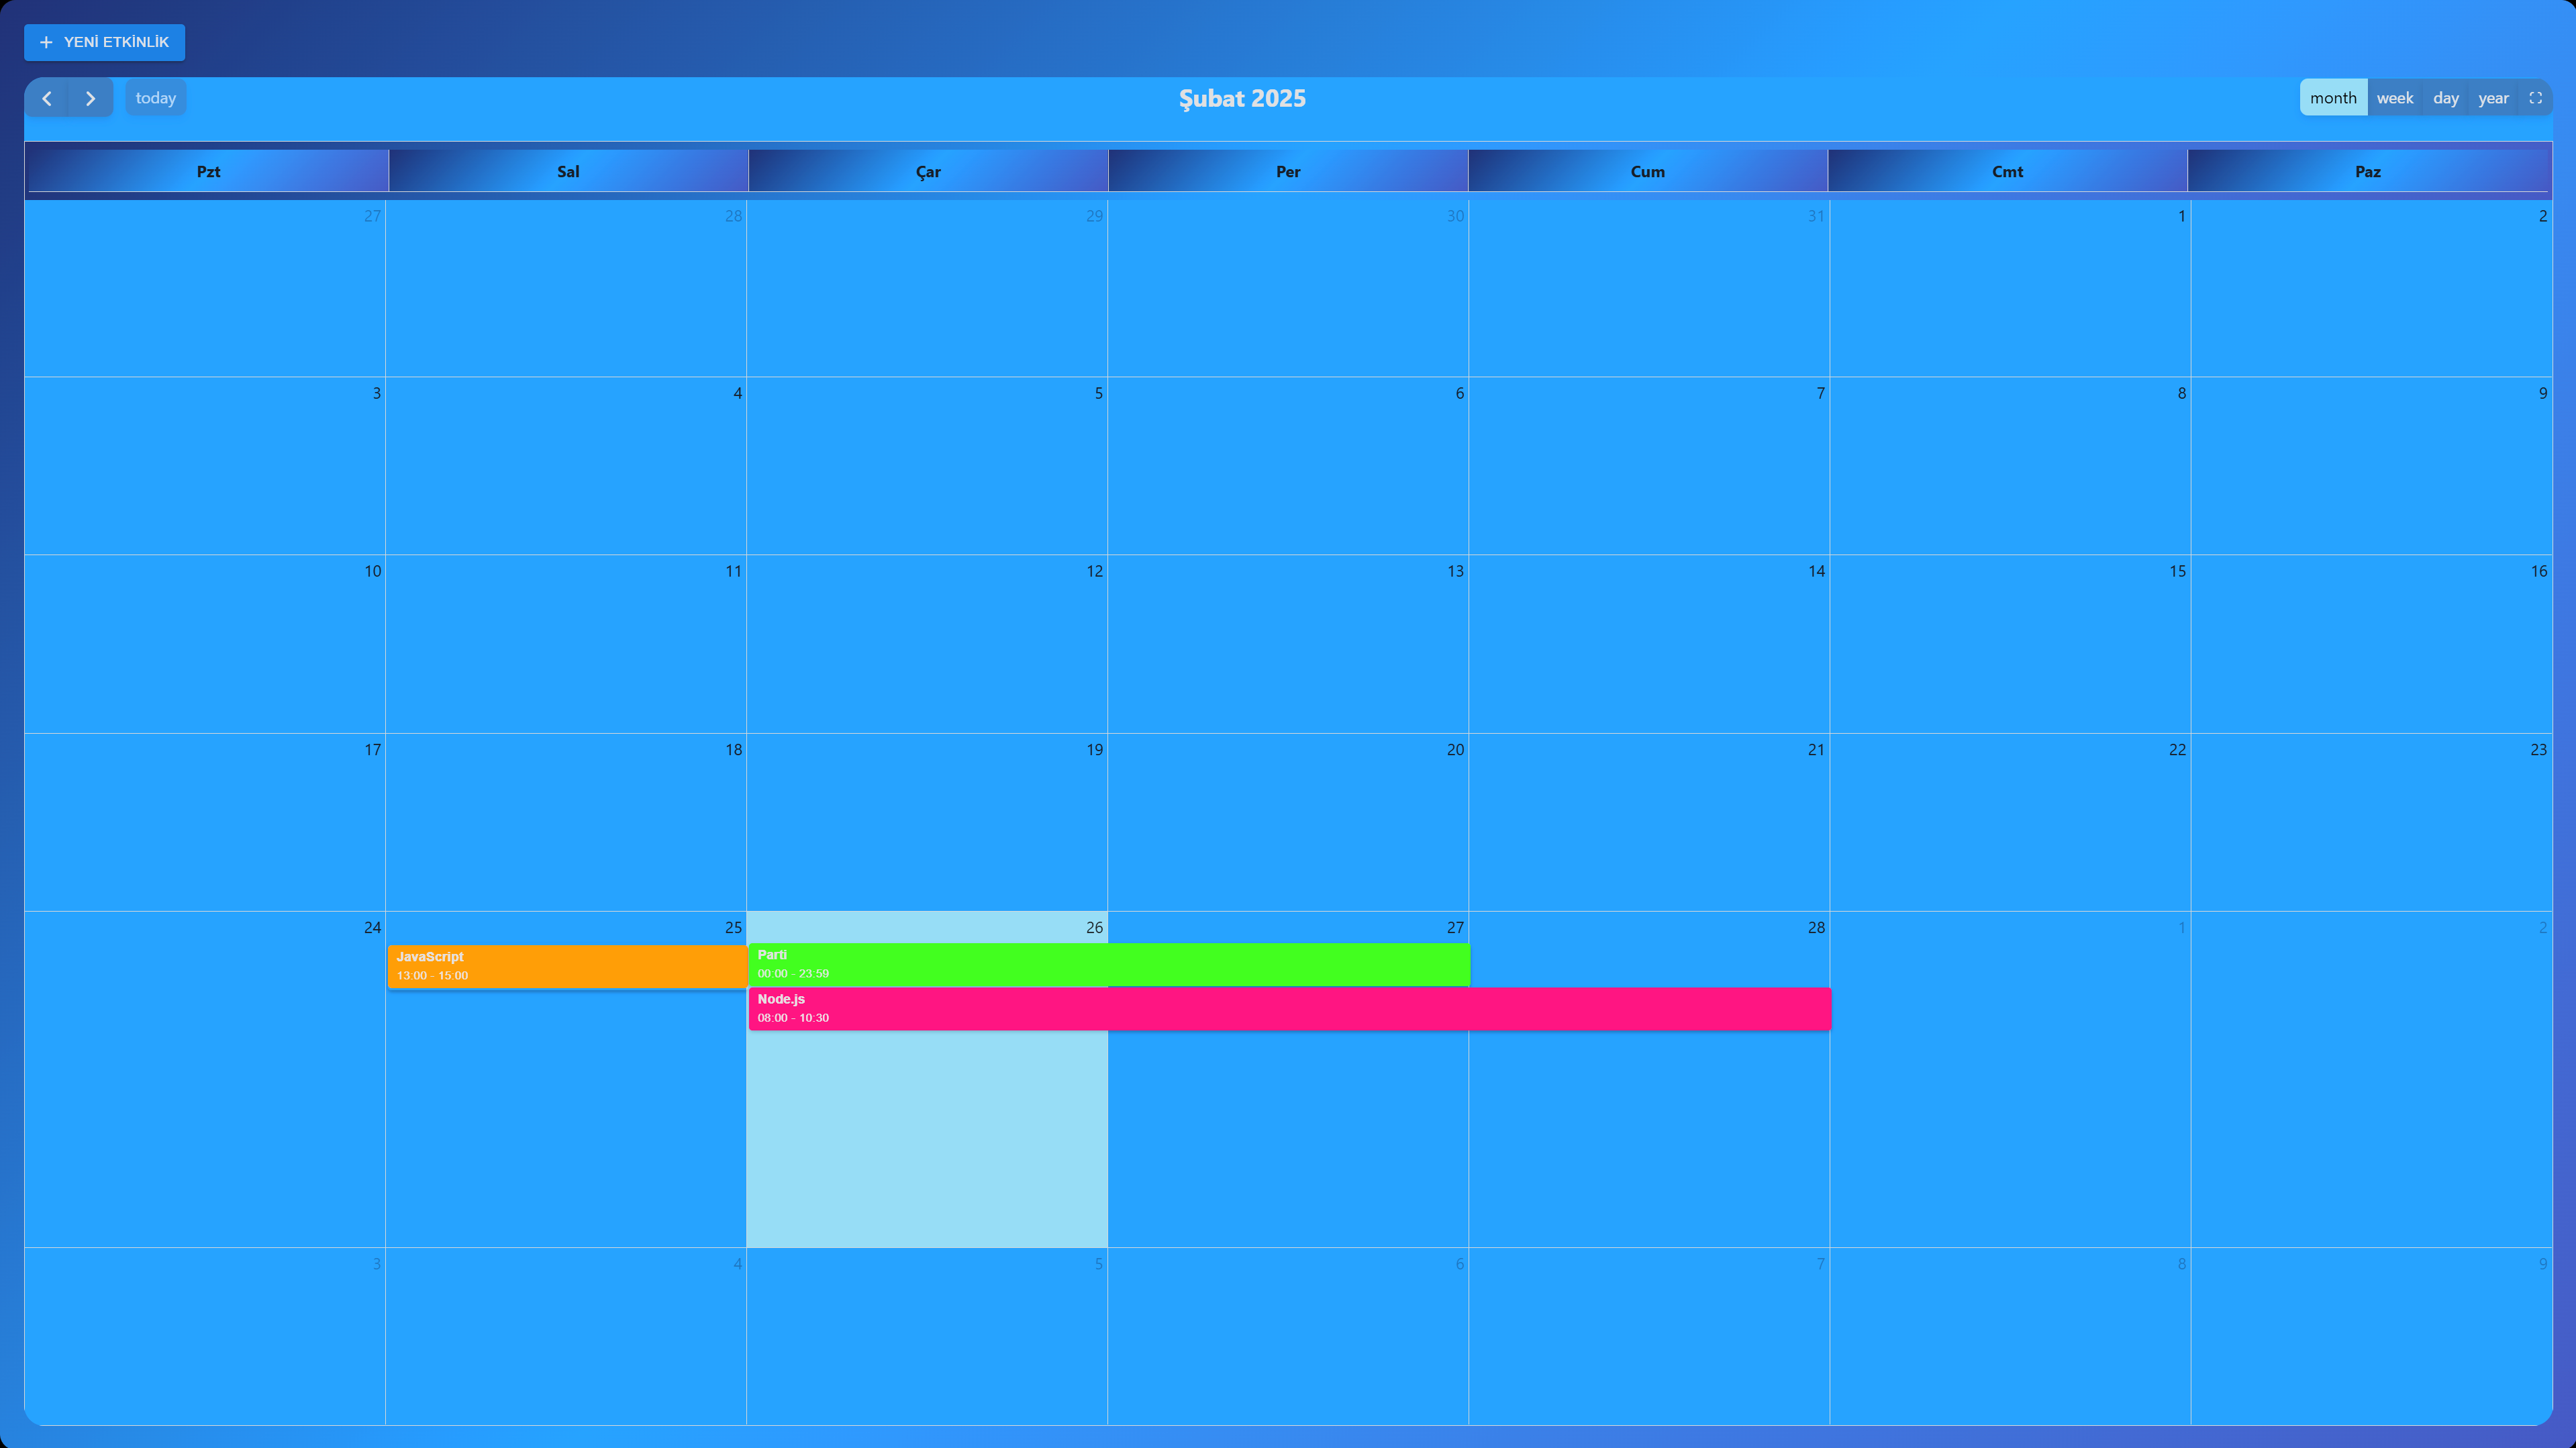 YENİ ETKİNLİK
today
Şubat 2025
month week day year
Pzt Sal Çar Per Cum Cmt Paz
27 28 29 30 31 1 2
3 4 5 6 7 8 9
10 11 12 13 14 15 16
17 18 19 20 21 22 23
24 25 26 27 28 1 2
JavaScript
13:00 - 15:00
Parti
00:00 - 23:59
Node.js
08:00 - 10:30
3 4 5 6 7 8 9